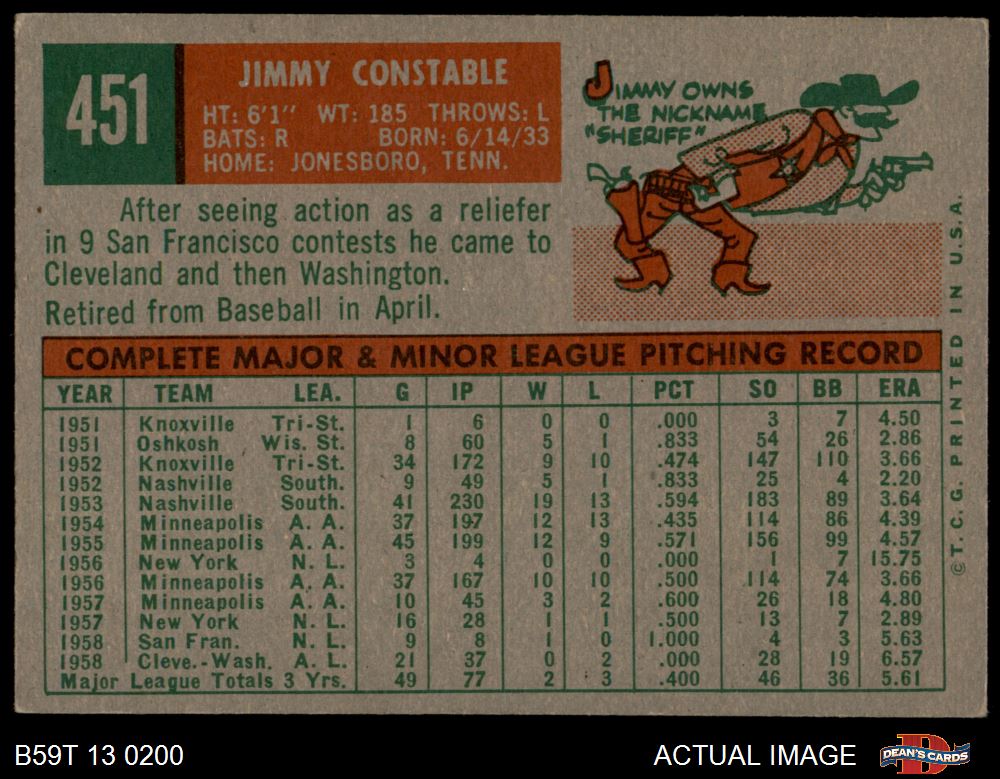 451
JIMMY CONSTABLE
HT: 6'1" WT: 185 THROWS: L
BATS: R BORN: 6/14/33
HOME: JONESBORO, TENN.
JIMMY OWNS
THE NICKNAME
"SHERIFF"
After seeing action as a reliefer
in 9 San Francisco contests he came to
Cleveland and then Washington.
Retired from Baseball in April.
COMPLETE MAJOR & MINOR LEAGUE PITCHING RECORD
YEAR TEAM LEA. G IP W L PCT SO BB ERA
1951 Knoxville Tri-St. 1 6 0 0 .000 3 7 4.50
1951 Oshkosh Wis. St. 8 60 5 1 .833 54 26 2.86
1952 Knoxville Tri-St. 34 172 9 10 .474 147 110 3.66
1952 Nashville South. 9 49 5 1 .833 25 4 2.20
1953 Nashville South. 41 230 19 13 .594 183 89 3.64
1954 Minneapolis A. A. 37 197 12 13 .435 114 86 4.39
1955 Minneapolis A. A. 45 199 12 9 .571 156 99 4.57
1956 New York N. L. 3 4 0 0 .000 1 7 15.75
1956 Minneapolis A. A. 37 167 10 10 .500 114 74 3.66
1957 Minneapolis A. A. 10 45 3 2 .600 26 18 4.80
1957 New York N. L. 16 28 1 1 .500 13 7 2.89
1958 San Fran. N. L. 9 8 1 0 1.000 4 3 5.63
1958 Cleve.-Wash. A. L. 21 37 0 2 .000 28 19 6.57
Major League Totals 3 Yrs. 49 77 2 3 .400 46 36 5.61
© T. C. G. PRINTED IN U.S.A.
B59T 13 0200
ACTUAL IMAGE
DEAN'S CARDS